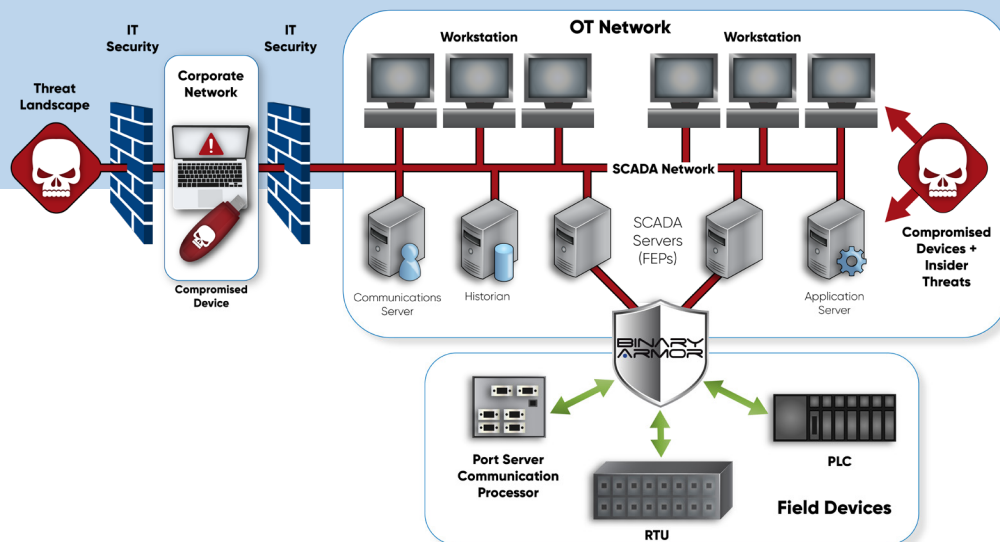 OT Network
IT
Security
IT
Security
Workstation
Workstation
Corporate
Network
Threat
Landscape
SCADA Network
SCADA
Servers
(FEPs)
Compromised
Devices +
Insider
Threats
Compromised
Device
Communications
Server
Historian
Application
Server
BINARY
ARMOR
Port Server
Communication
Processor
PLC
RTU
Field Devices